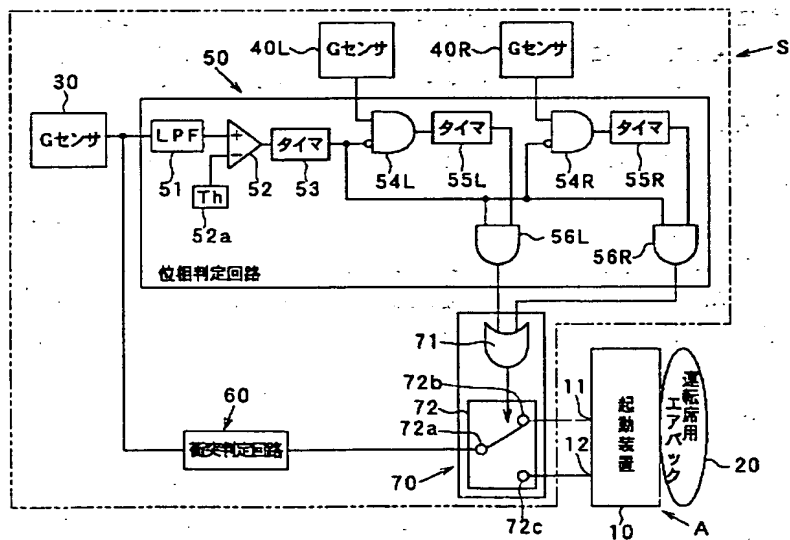 40L
Gセンサ
40R
Gセンサ
S
50
30
Gセンサ
LPF
+
−
タイマ
タイマ
タイマ
51
52
53
54L
55L
54R
55R
Th
52a
56L
56R
位相判定回路
71
72b
72
72a
60
衝突判定回路
11
12
起動装置
運転席用
エアバック
20
70
72c
10
A